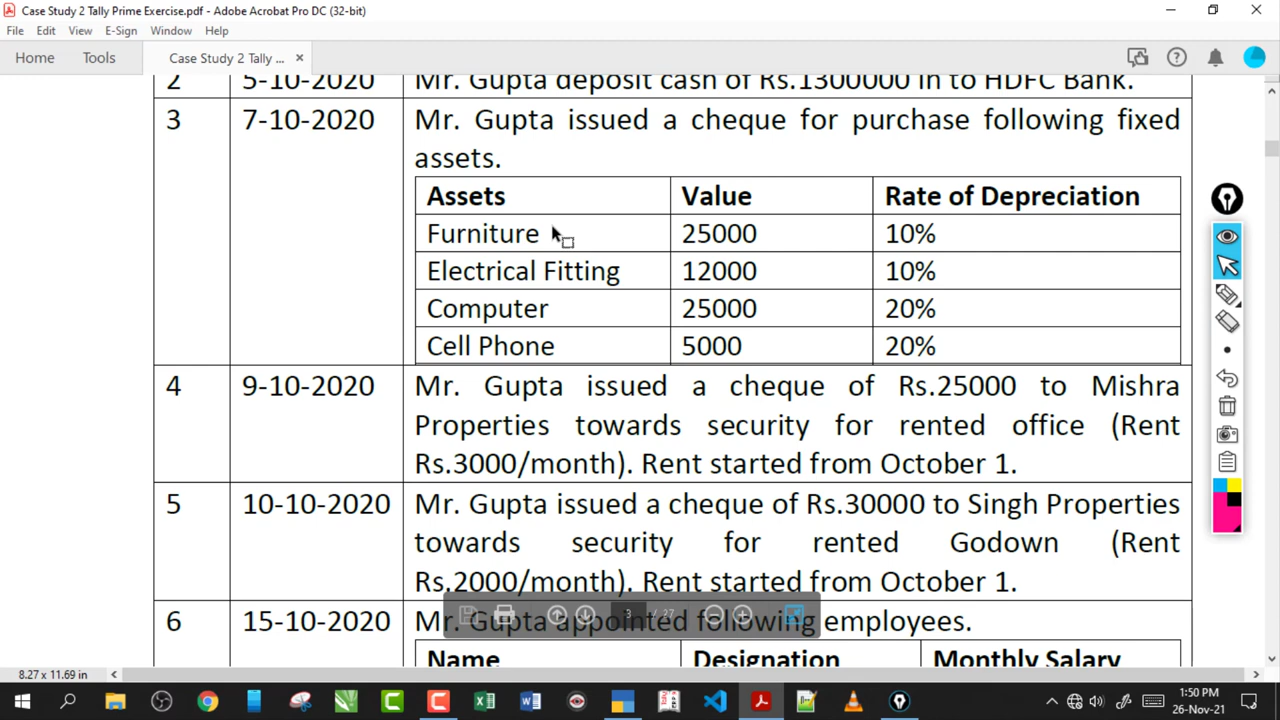 Case Study 2 Tally Prime Exercise.pdf - Adobe Acrobat Pro DC (32-bit)
File Edit View E-Sign Window Help
Home Tools Case Study 2 Tally ... ×
2 5-10-2020 Mr. Gupta deposit cash of Rs.1300000 in to HDFC Bank.
3 7-10-2020 Mr. Gupta issued a cheque for purchase following fixed
assets.
Assets Value Rate of Depreciation
Furniture 25000 10%
Electrical Fitting 12000 10%
Computer 25000 20%
Cell Phone 5000 20%
4 9-10-2020 Mr. Gupta issued a cheque of Rs.25000 to Mishra
Properties towards security for rented office (Rent
Rs.3000/month). Rent started from October 1.
5 10-10-2020 Mr. Gupta issued a cheque of Rs.30000 to Singh Properties
towards security for rented Godown (Rent
Rs.2000/month). Rent started from October 1.
3 / 27
6 15-10-2020 Mr. Gupta appointed following employees.
Name Designation Monthly Salary
8.27 x 11.69 in
1:50 PM
26-Nov-21